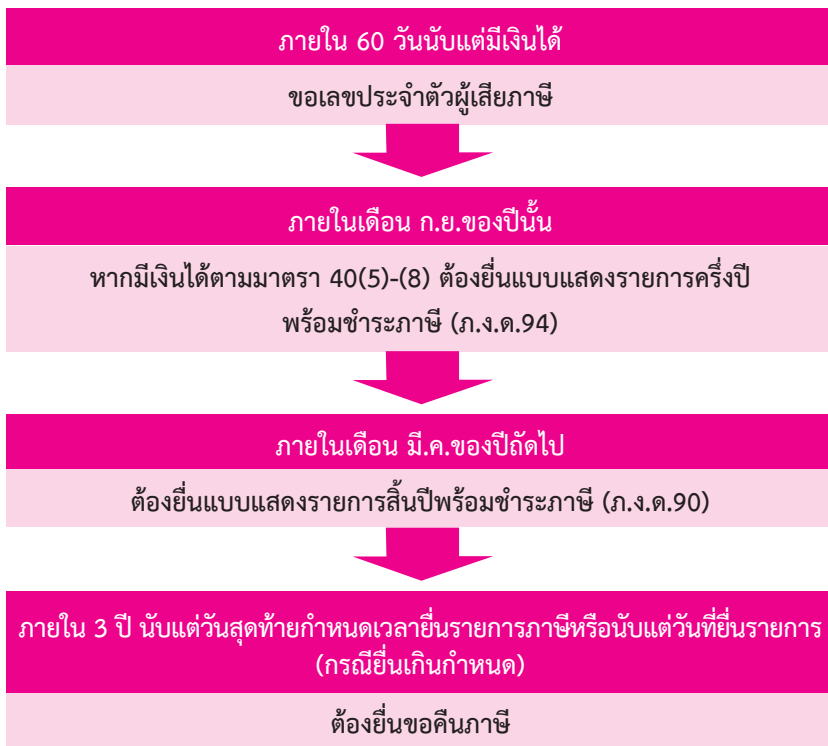 ภายใน 60 วันนับแต่มีเงินได้
ขอเลขประจำตัวผู้เสียภาษี
ภายในเดือน ก.ย.ของปีนั้น
หากมีเงินได้ตามมาตรา 40(5)-(8) ต้องยื่นแบบแสดงรายการครึ่งปี
พร้อมชำระภาษี (ภ.ง.ด.94)
ภายในเดือน มี.ค.ของปีถัดไป
ต้องยื่นแบบแสดงรายการสิ้นปีพร้อมชำระภาษี (ภ.ง.ด.90)
ภายใน 3 ปี นับแต่วันสุดท้ายกำหนดเวลายื่นรายการภาษีหรือนับแต่วันที่ยื่นรายการ
(กรณียื่นเกินกำหนด)
ต้องยื่นขอคืนภาษี